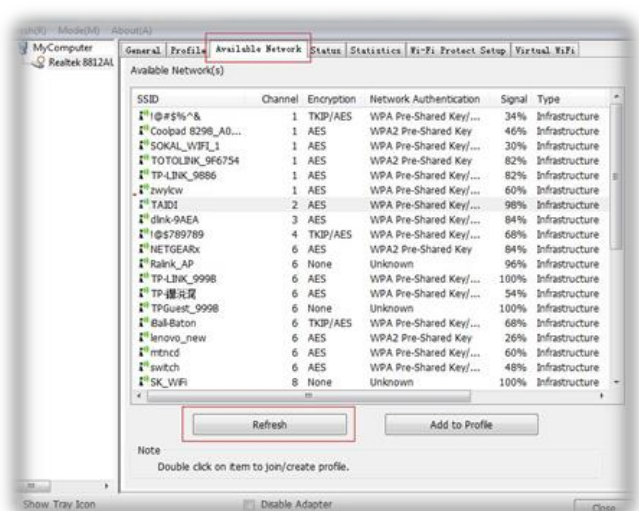 Mode(M) About(A)
MyComputer
Realtek 8812AU
General Profile Available Network Status Statistics Wi-Fi Protect Setup Virtual WiFi
Available Network(s)
SSID Channel Encryption Network Authentication Signal Type
!@#$%^& 1 TKIP/AES WPA Pre-Shared Key/... 34% Infrastructure
Coolpad 8298_A0... 1 AES WPA2 Pre-Shared Key 46% Infrastructure
SOKAL_WIFI_1 1 AES WPA Pre-Shared Key/... 30% Infrastructure
TOTOLINK_9F6754 1 AES WPA2 Pre-Shared Key 82% Infrastructure
TP-LINK_9886 1 AES WPA Pre-Shared Key/... 82% Infrastructure
zwylcw 1 AES WPA Pre-Shared Key/... 60% Infrastructure
TAIDI 2 AES WPA Pre-Shared Key/... 98% Infrastructure
dlink-9AEA 3 AES WPA Pre-Shared Key/... 84% Infrastructure
!@$789789 4 TKIP/AES WPA Pre-Shared Key/... 68% Infrastructure
NETGEARx 6 AES WPA2 Pre-Shared Key 84% Infrastructure
Ralink_AP 6 None Unknown 96% Infrastructure
TP-LINK_999B 6 AES WPA Pre-Shared Key/... 100% Infrastructure
TP- 6 AES WPA Pre-Shared Key/... 54% Infrastructure
TPGuest_9998 6 None Unknown 100% Infrastructure
iBall-Baton 6 TKIP/AES WPA Pre-Shared Key/... 68% Infrastructure
lenovo_new 6 AES WPA2 Pre-Shared Key 26% Infrastructure
mtncd 6 AES WPA Pre-Shared Key/... 60% Infrastructure
switch 6 AES WPA Pre-Shared Key/... 48% Infrastructure
SK_WiFi 8 None Unknown 100% Infrastructure
Refresh Add to Profile
Note
Double click on item to join/create profile.
Show Tray Icon Disable Adapter Close